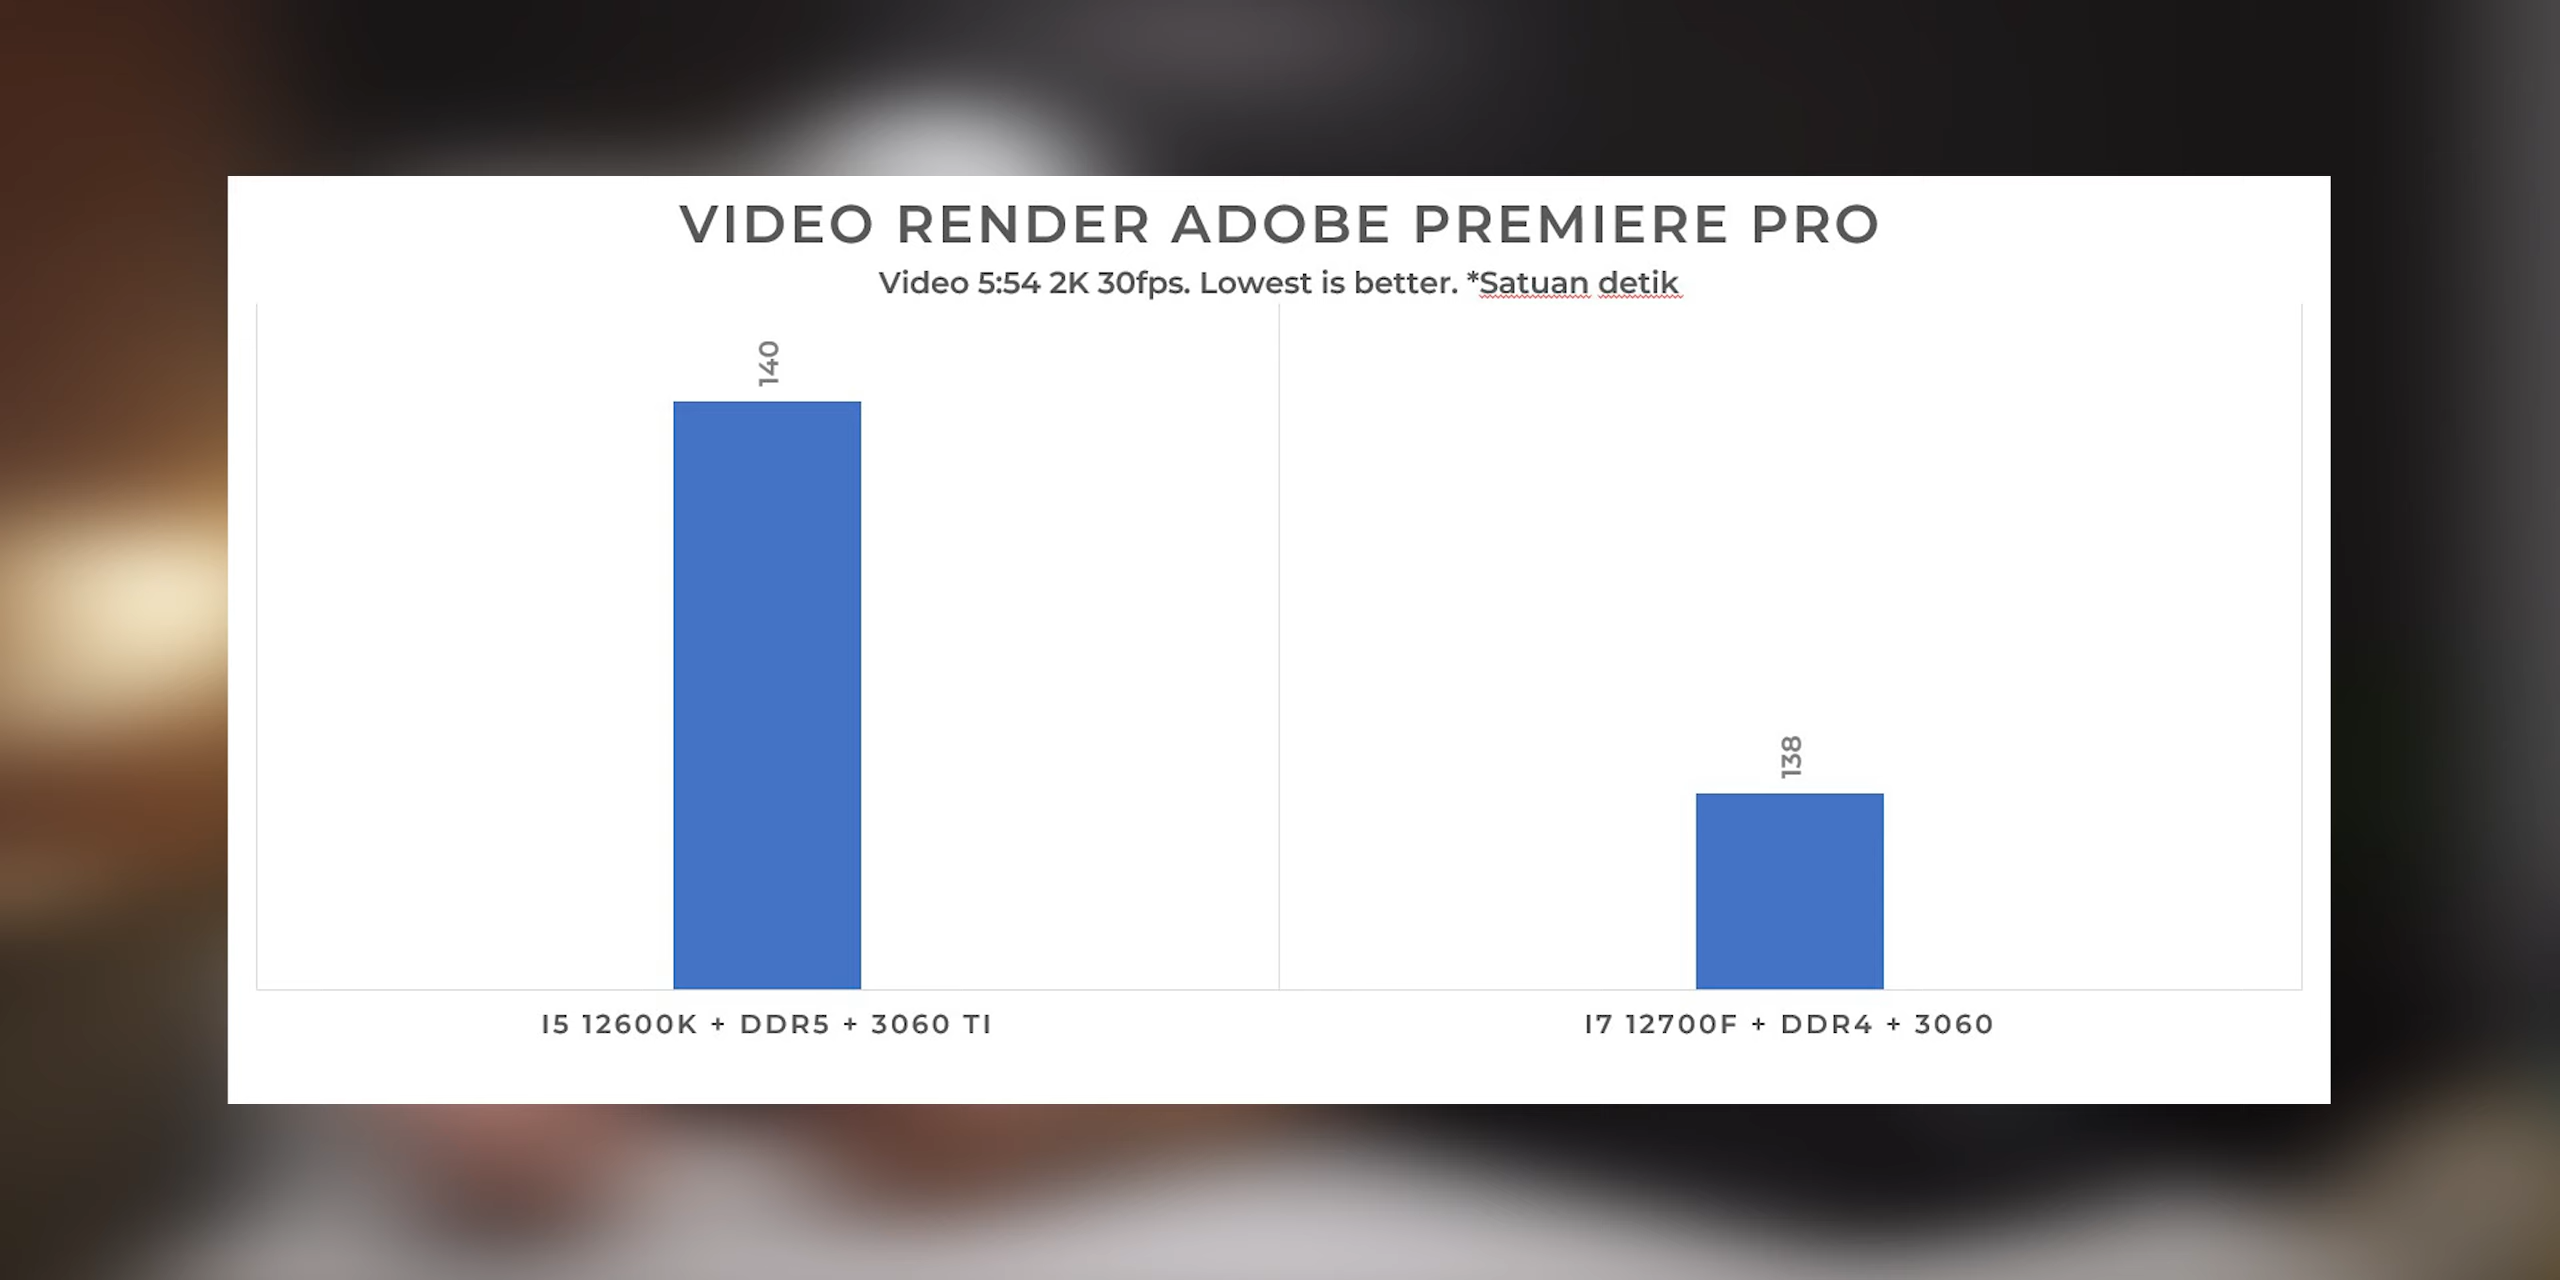 VIDEO RENDER ADOBE PREMIERE PRO
Video 5:54 2K 30fps. Lowest is better. *Satuan detik
140
138
I5 12600K + DDR5 + 3060 TI
I7 12700F + DDR4 + 3060